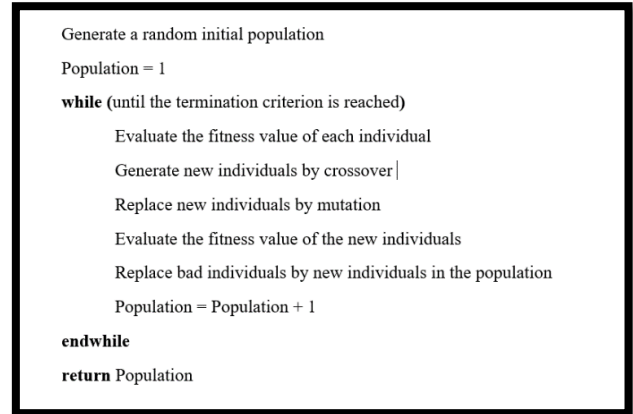 Generate a random initial population
Population = 1
while (until the termination criterion is reached)
Evaluate the fitness value of each individual
Generate new individuals by crossover
Replace new individuals by mutation
Evaluate the fitness value of the new individuals
Replace bad individuals by new individuals in the population
Population = Population + 1
endwhile
return Population